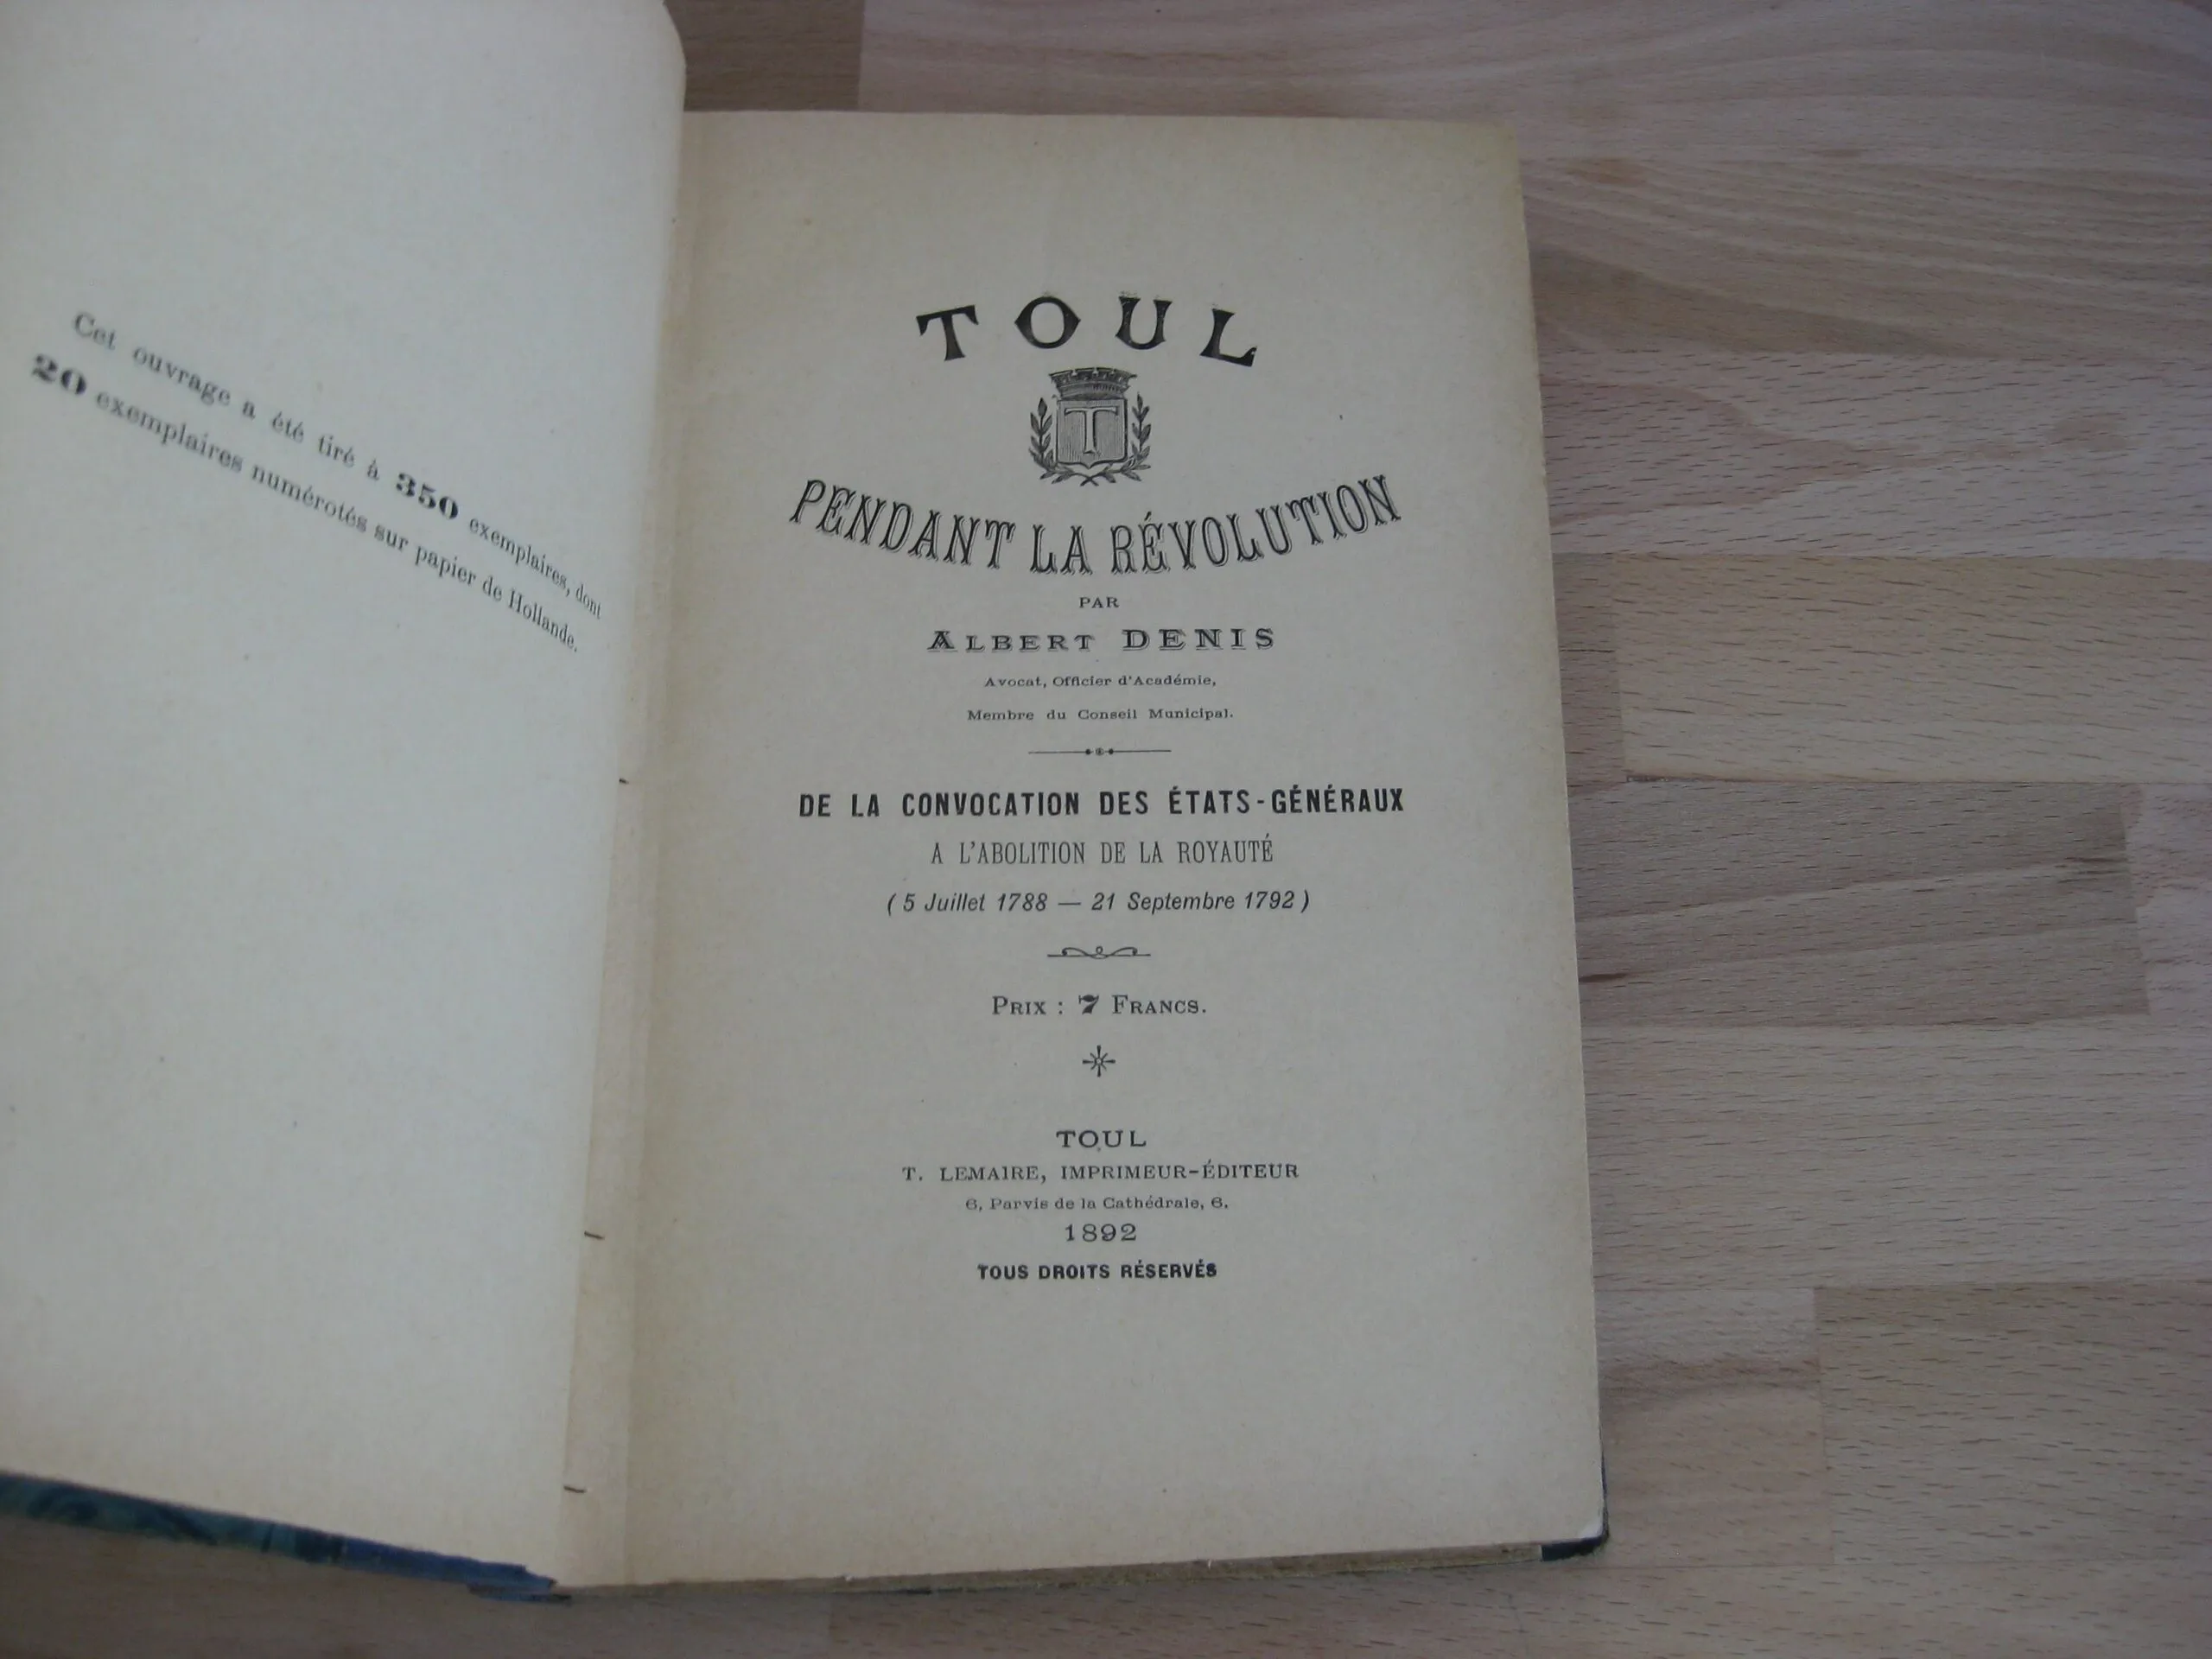 Cet ouvrage a été tiré à 350 exemplaires, dont
20 exemplaires numérotés sur papier de Hollande.
TOUL
T
PENDANT LA RÉVOLUTION
PAR
ALBERT DENIS
Avocat, Officier d'Académie,
Membre du Conseil Municipal.
DE LA CONVOCATION DES ÉTATS-GÉNÉRAUX
A L'ABOLITION DE LA ROYAUTÉ
( 5 Juillet 1788 — 21 Septembre 1792 )
PRIX : 7 FRANCS.
TOUL
T. LEMAIRE, IMPRIMEUR-ÉDITEUR
6, Parvis de la Cathédrale, 6.
1892
TOUS DROITS RÉSERVÉS